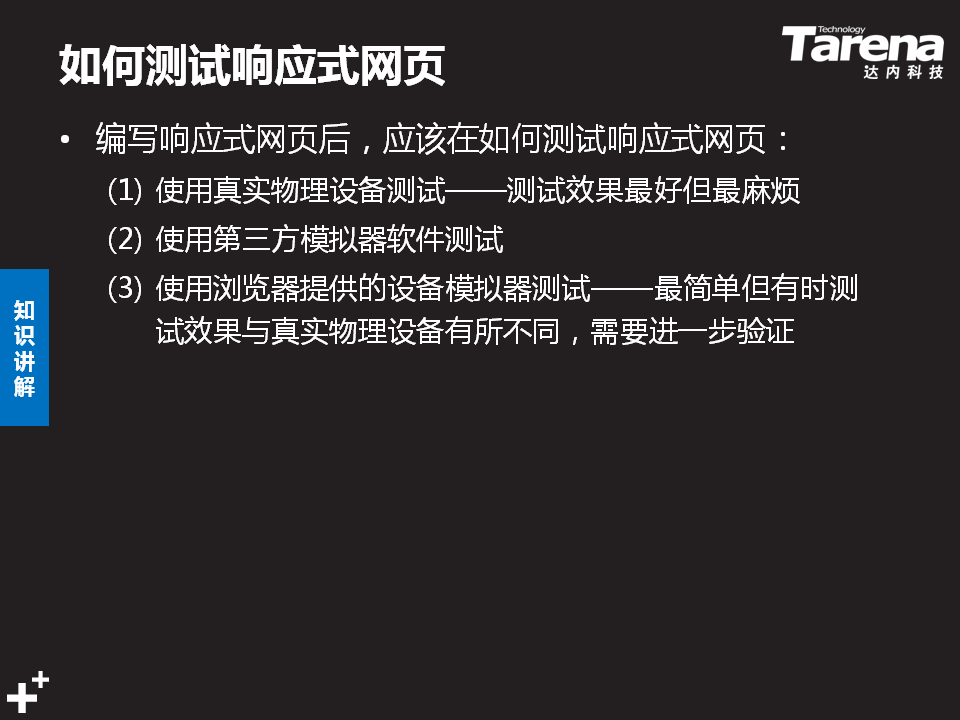 如何测试响应式网页
Technology
Tarena
达内科技
• 编写响应式网页后，应该在如何测试响应式网页：
(1) 使用真实物理设备测试——测试效果最好但最麻烦
(2) 使用第三方模拟器软件测试
(3) 使用浏览器提供的设备模拟器测试——最简单但有时测
试效果与真实物理设备有所不同，需要进一步验证
知识讲解